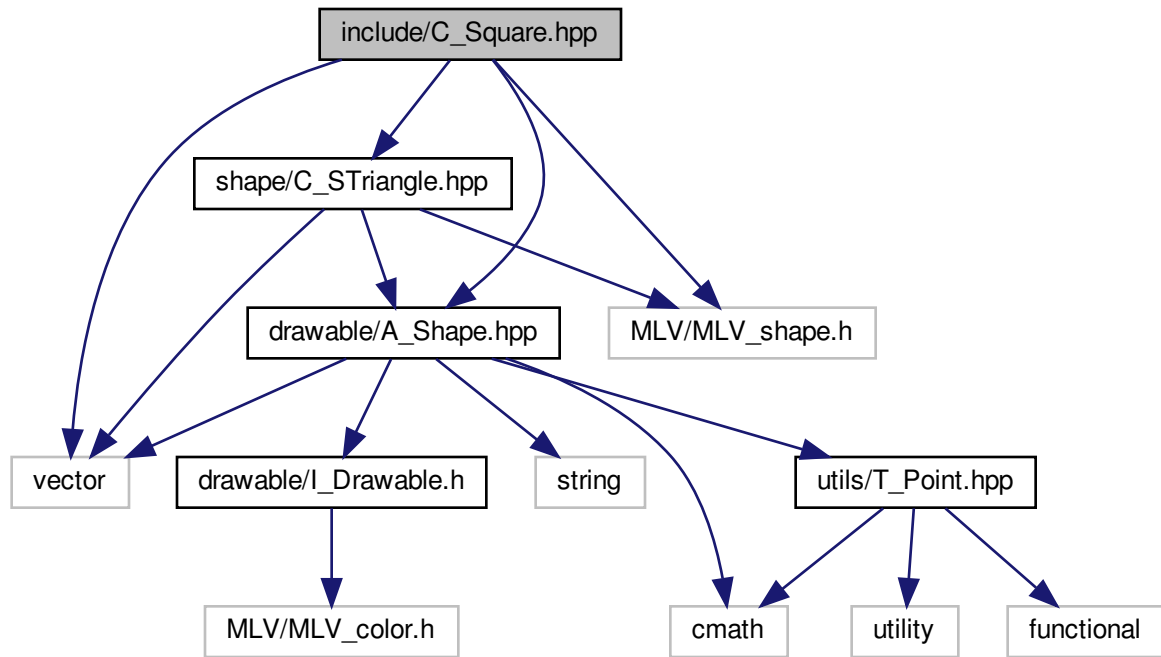 include/C_Square.hpp
shape/C_STriangle.hpp
drawable/A_Shape.hpp
MLV/MLV_shape.h
vector
drawable/I_Drawable.h
string
utils/T_Point.hpp
MLV/MLV_color.h
cmath
utility
functional